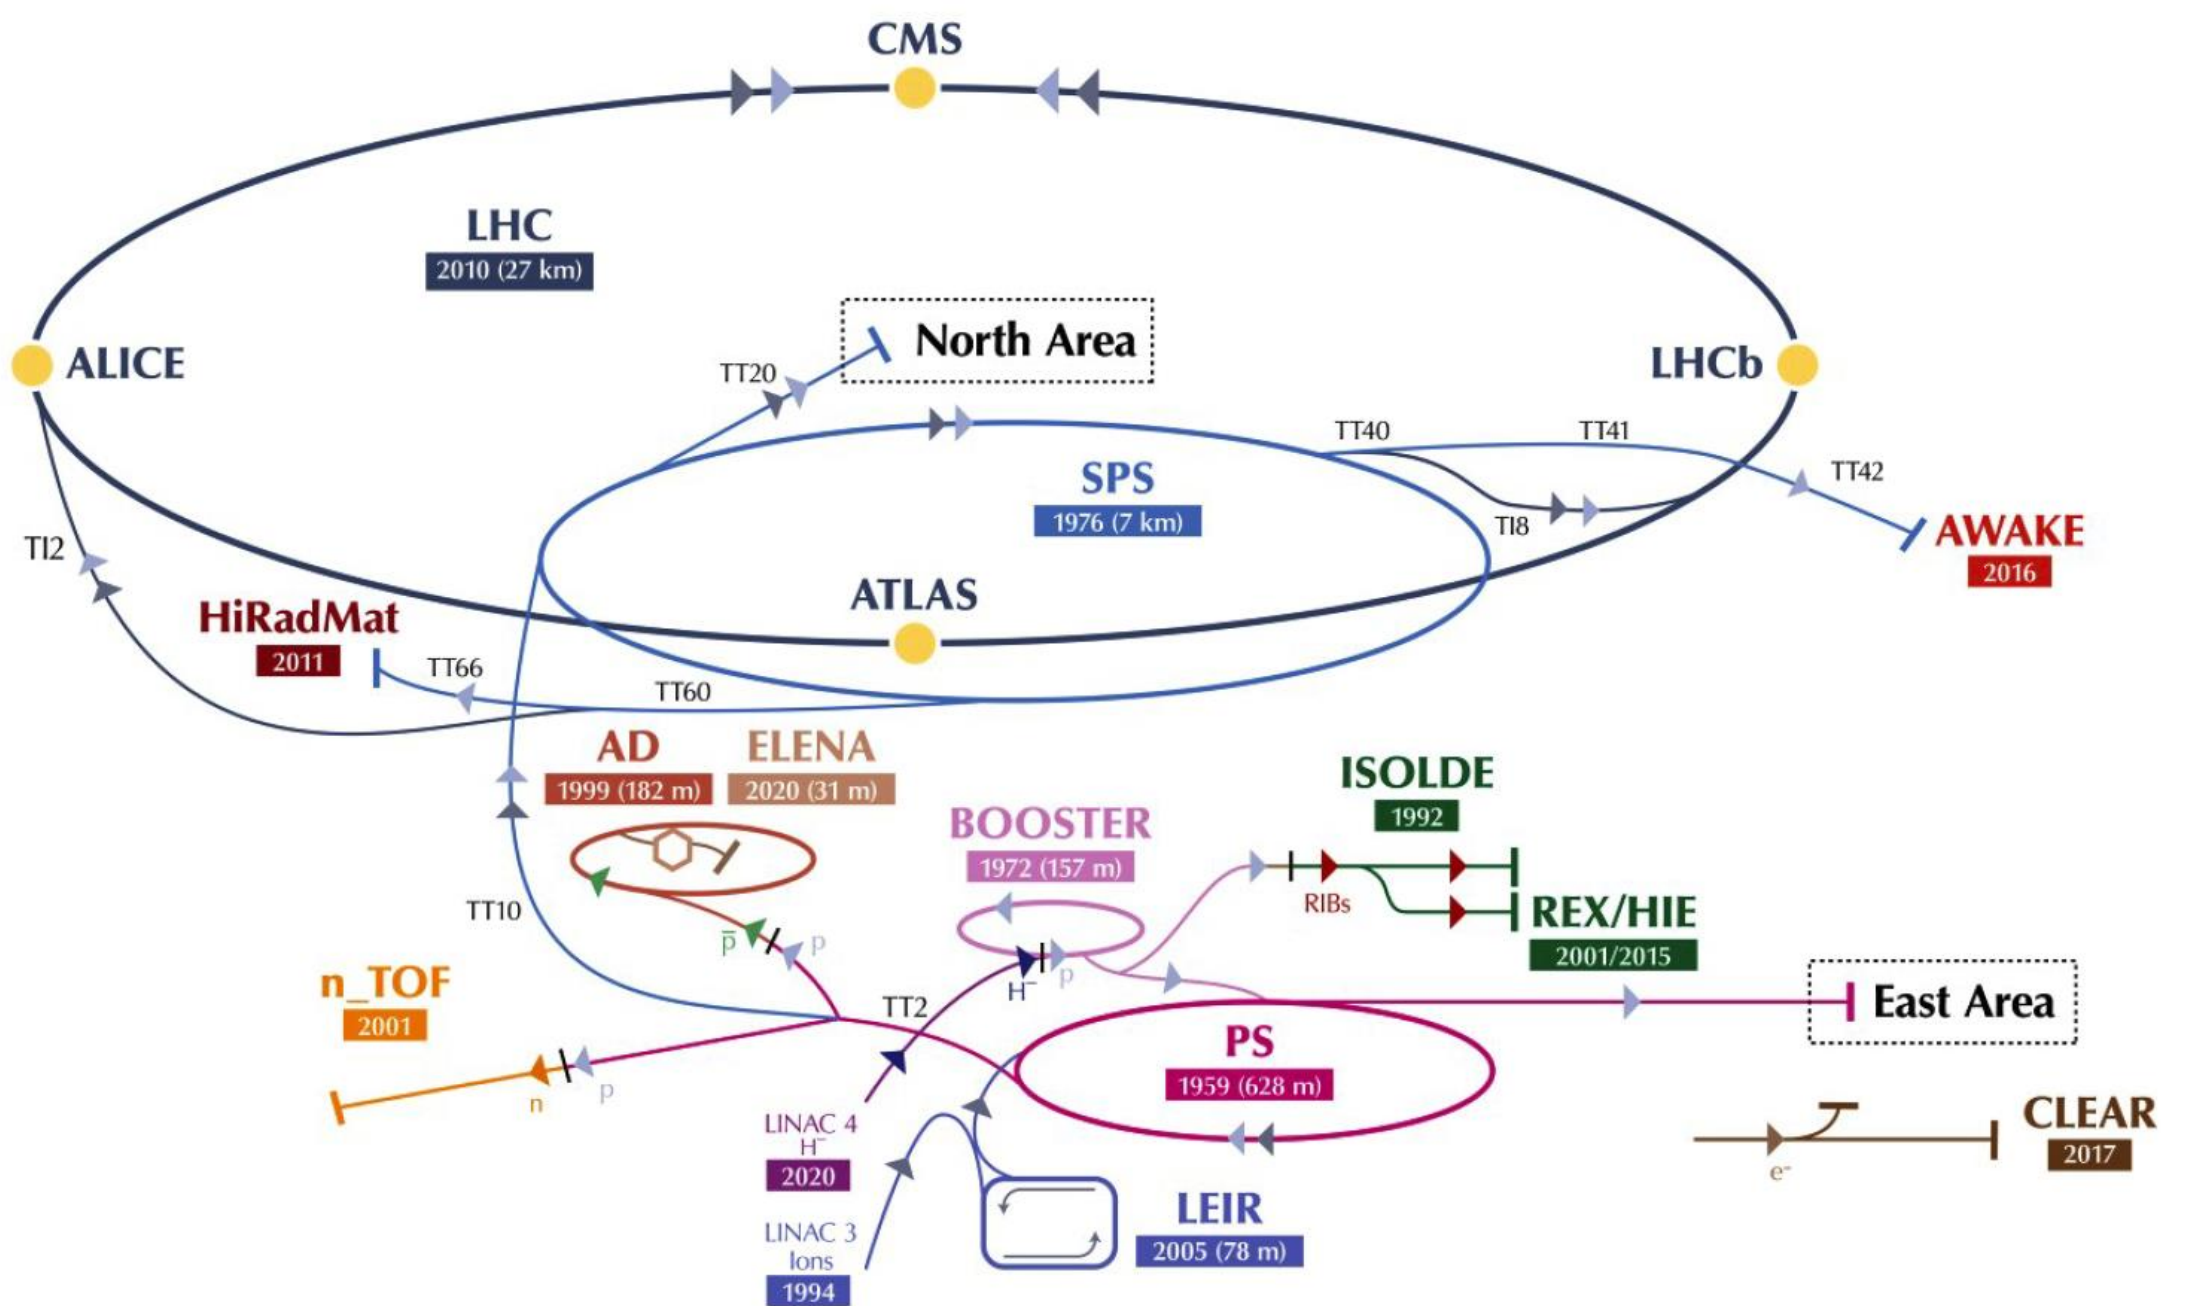 CMS
LHC
2010 (27 km)
North Area
TT20
ALICE
LHCb
TT40
TT41
TT42
SPS
1976 (7 km)
TI8
AWAKE
2016
TI2
ATLAS
HiRadMat
2011
TT66
TT60
AD
1999 (182 m)
ELENA
2020 (31 m)
ISOLDE
1992
BOOSTER
1972 (157 m)
RIBs
REX/HIE
2001/2015
TT10
p̅
p
H⁻
p
n_TOF
2001
TT2
East Area
PS
1959 (628 m)
n
p
LINAC 4
H⁻
2020
CLEAR
2017
e⁻
LEIR
2005 (78 m)
LINAC 3
Ions
1994